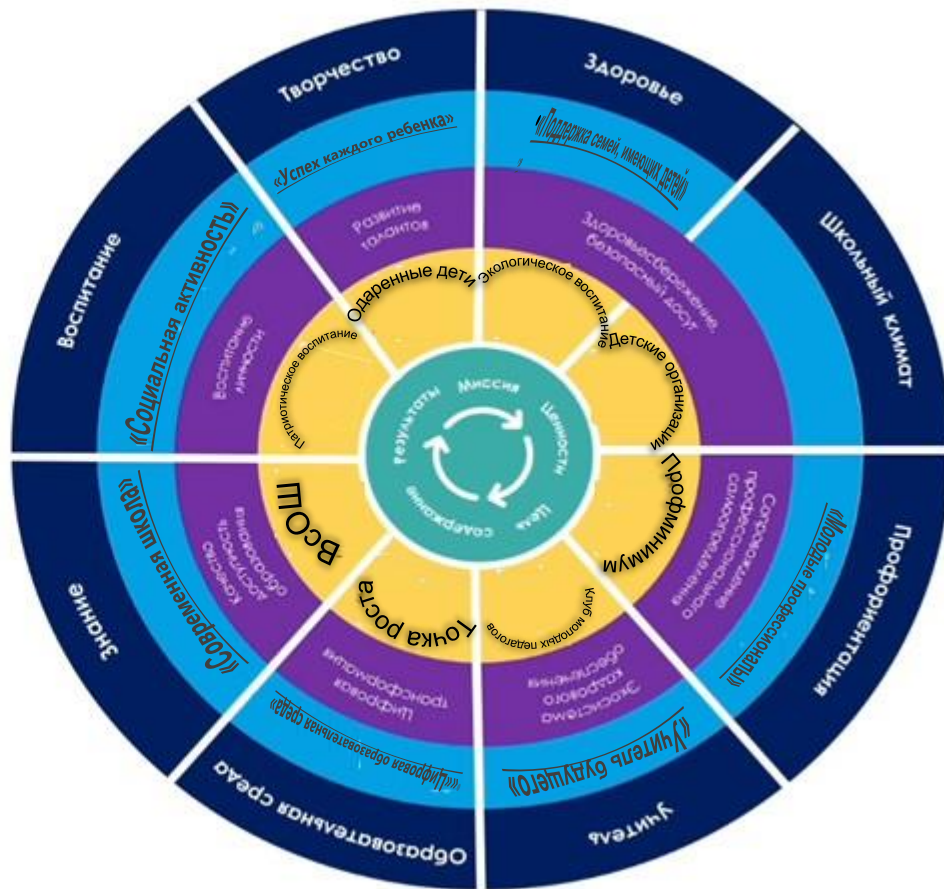 Творчество
Здоровье
Школьный климат
Профориентация
Учитель
Образовательная среда
Знание
Воспитание
«Успех каждого ребенка»
«Поддержка семей, имеющих детей»
«Молодые профессионалы»
«Учитель будущего»
«Цифровая образовательная среда»
«Современная школа»
«Социальная активность»
Развитие
талантов
Здоровьесбережение,
безопасный досуг
Сопровождение
профессионального
самоопределения
Экосистема
кадрового
обеспечения
Цифровая
трансформация
Качество
доступность
образования
Воспитание
личности
Одаренные дети
Экологическое воспитание
Детские организации
Профминимум
Клуб молодых педагогов
Точка роста
ВсОШ
Патриотическое воспитание
Миссия
Ценности
Цель
содержание
Результаты